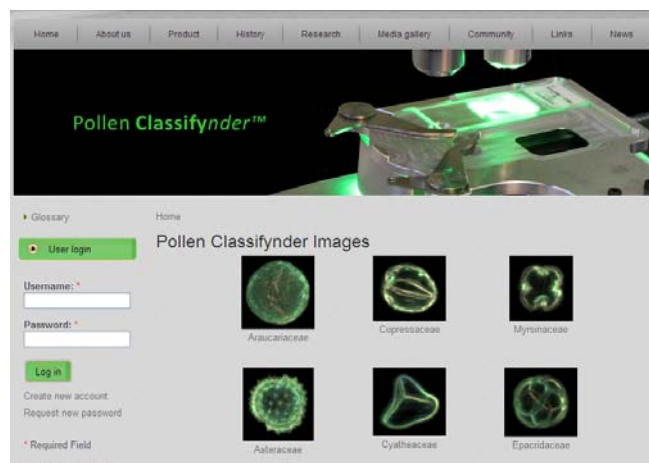 Home About us Product History Research Media gallery Community Links News
Pollen Classifynder™
Glossary
Home
User login
Pollen Classifynder Images
Username: *
Password: *
Araucariaceae Cupressaceae Myrsinaceae
Log in
Create new account
Request new password
* Required Field
Asteraceae Cyatheaceae Epacridaceae